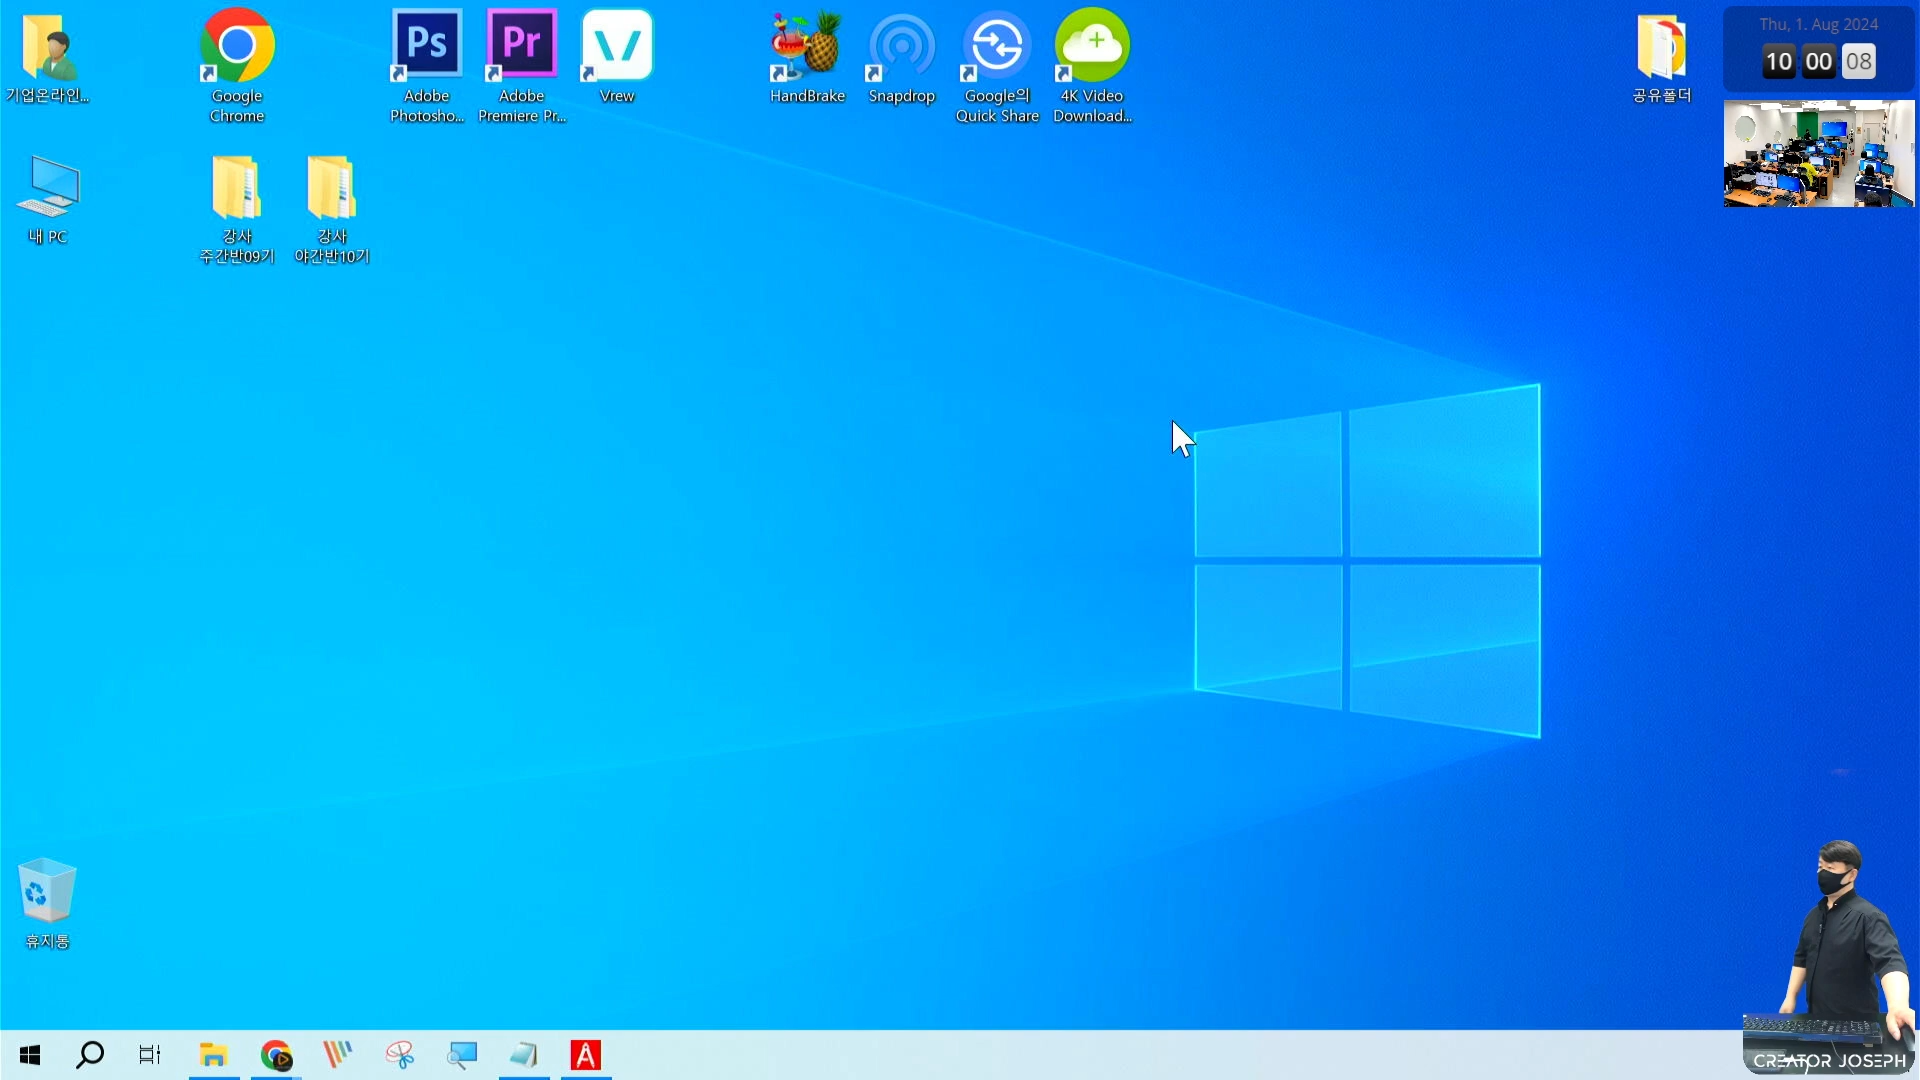 기업온라인...
Google
Chrome
Ps
Adobe
Photosho...
Pr
Adobe
Premiere Pr...
Vrew
HandBrake
Snapdrop
Google의
Quick Share
4K Video
Download...
공유폴더
Thu, 1. Aug 2024
10 00 08
내 PC
강사
주간반09기
강사
야간반10기
휴지통
CREATOR JOSEPH